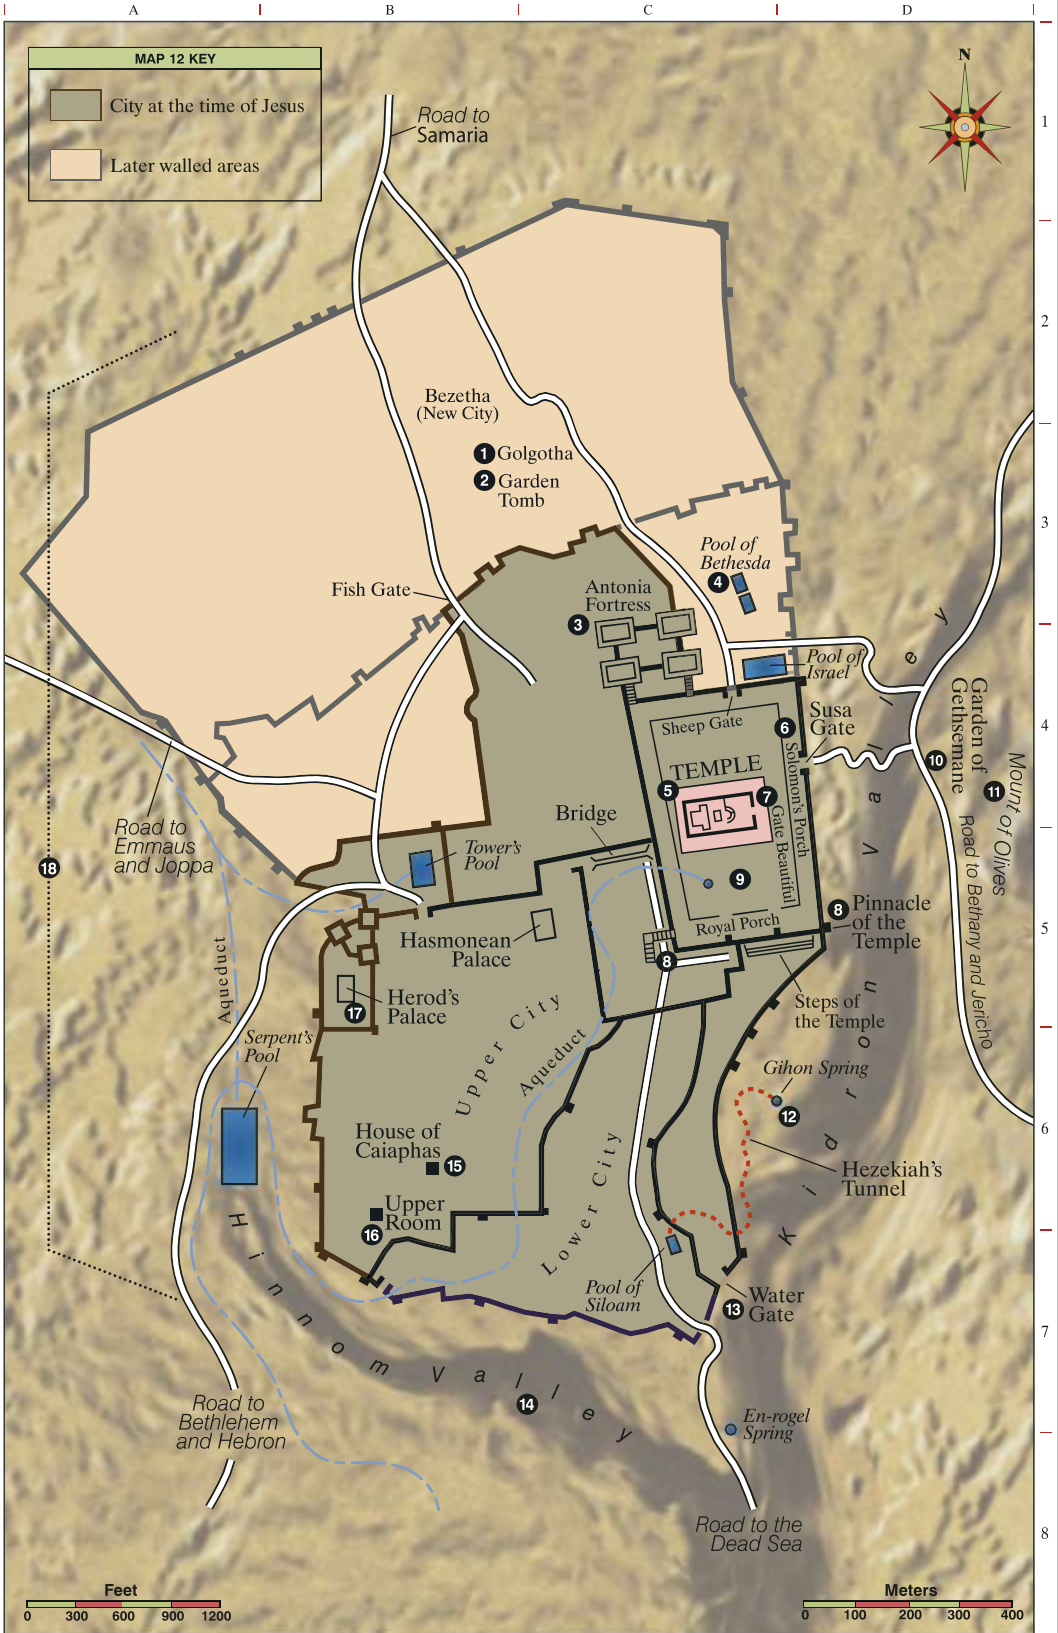 A B C D
MAP 12 KEY
City at the time of Jesus
Later walled areas
N
1
2
3
4
5
6
7
8
Road to
Samaria
Bezetha
(New City)
1 Golgotha
2 Garden
Tomb
Pool of
Bethesda
4
Fish Gate
Antonia
Fortress
3
Pool of
Israel
Sheep Gate
6
Susa
Gate
Solomon's Porch
TEMPLE
5
7
Gate Beautiful
9
Royal Porch
Garden of
Gethsemane
10
Mount of Olives
11
Road to Bethany and Jericho
Kidron Valley
Bridge
Road to
Emmaus
and Joppa
18
Tower's
Pool
8 Pinnacle
of the
Temple
Hasmonean
Palace
8
Steps of
the Temple
Herod's
Palace
17
Aqueduct
Serpent's
Pool
Upper City
Aqueduct
Gihon Spring
12
House of
Caiaphas
15
Hezekiah's
Tunnel
Upper
Room
16
Lower City
Pool of
Siloam
Water
Gate
13
Hinnom Valley
14
Road to
Bethlehem
and Hebron
En-rogel
Spring
Road to the
Dead Sea
Feet
0 300 600 900 1200
Meters
0 100 200 300 400